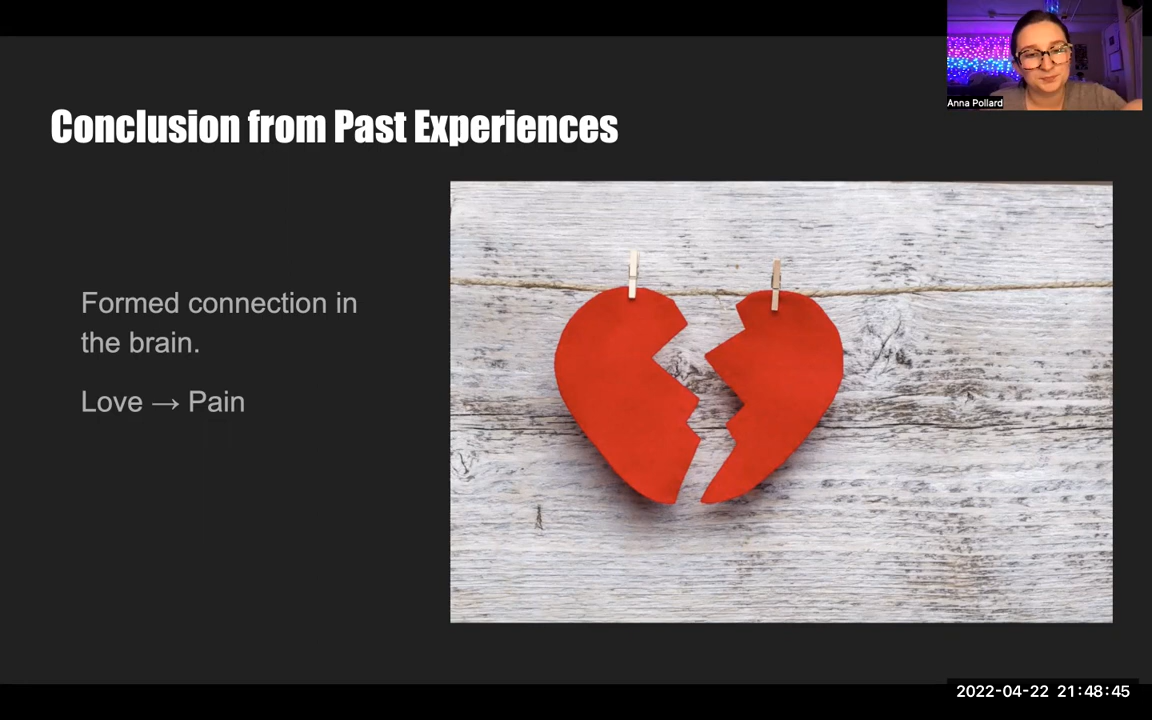 Anna Pollard
Conclusion from Past Experiences
Formed connection in
the brain.
Love → Pain
2022-04-22 21:48:45